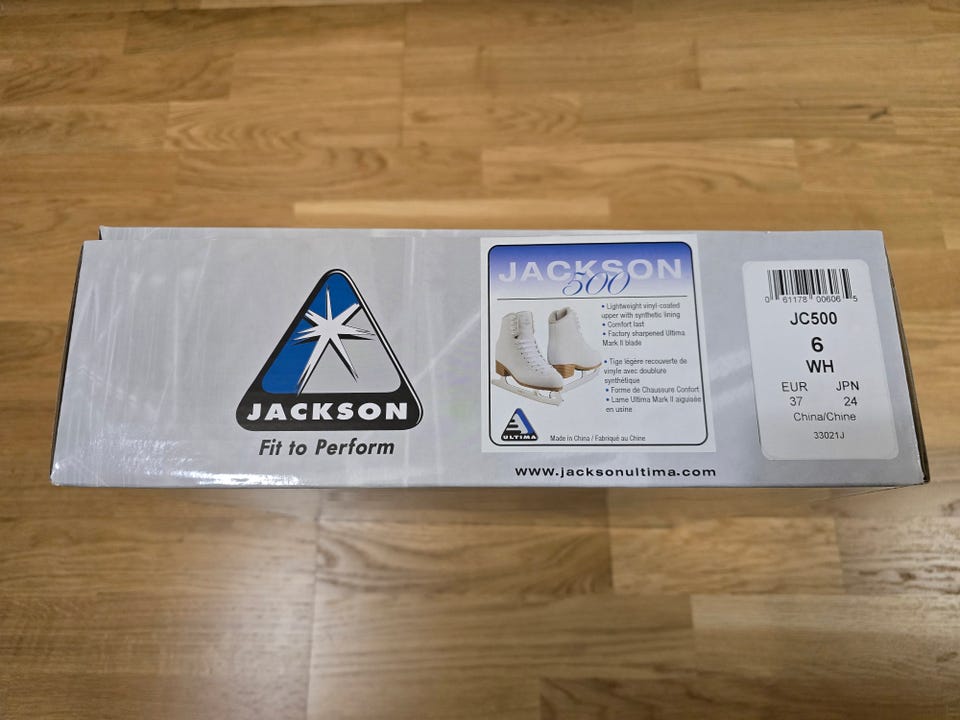 JACKSON
Fit to Perform
JACKSON
500
• Lightweight vinyl-coated
upper with synthetic lining
• Comfort last
• Factory sharpened Ultima
Mark II blade
• Tige légère recouverte de
vinyle avec doublure
synthétique
• Forme de Chaussure Confort
• Lame Ultima Mark II aiguisée
en usine
ULTIMA
Made in China / Fabriqué au Chine
www.jacksonultima.com
0 61178 00606 5
JC500
6
WH
EUR JPN
37 24
China/Chine
33021J